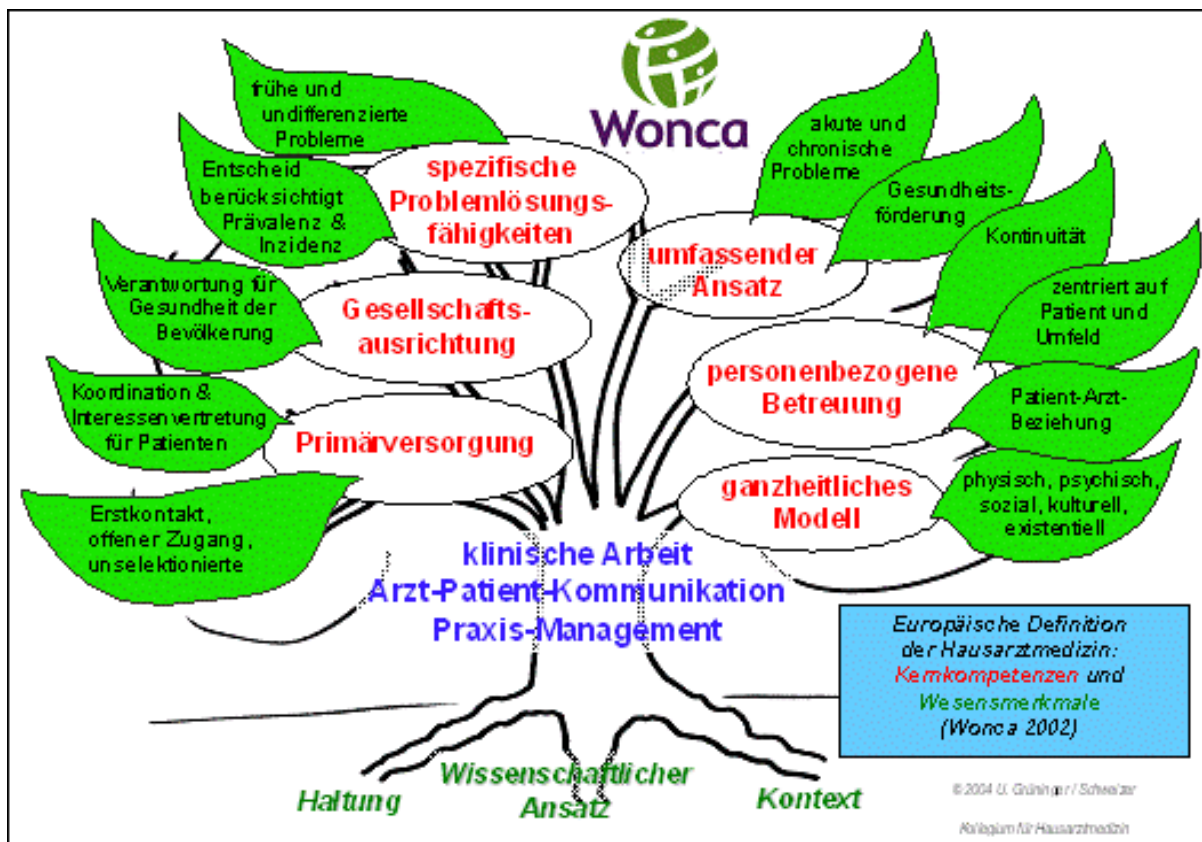 Wonca
frühe und
undifferenzierte
Probleme
Entscheid
berücksichtigt
Prävalenz &
Inzidenz
Verantwortung für
Gesundheit der
Bevölkerung
Koordination &
Interessenvertretung
für Patienten
Erstkontakt,
offener Zugang,
unselektionierte
spezifische
Problemlösungs-
fähigkeiten
Gesellschafts-
ausrichtung
Primärversorgung
umfassender
Ansatz
personenbezogene
Betreuung
ganzheitliches
Modell
akute und
chronische
Probleme
Gesundheits-
förderung
Kontinuität
zentriert auf
Patient und
Umfeld
Patient-Arzt-
Beziehung
physisch, psychisch,
sozial, kulturell,
existentiell
klinische Arbeit
Arzt-Patient-Kommunikation
Praxis-Management
Europäische Definition
der Hausarztmedizin:
Kernkompetenzen und
Wesensmerkmale
(Wonca 2002)
Haltung
Wissenschaftlicher
Ansatz
Kontext
© 2004 U. Grüninger / Schweizer
Kollegium für Hausarztmedizin